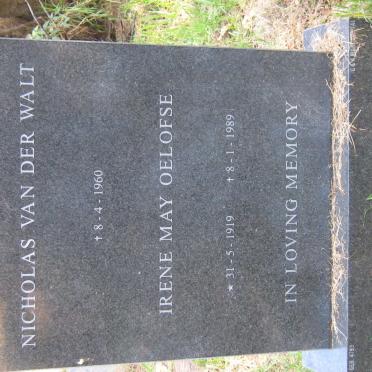 NICHOLAS VAN DER WALT
✝ 8 - 4 - 1960
IRENE MAY OELOFSE
★ 31 - 5 - 1919 ✝ 8 - 1 - 1989
IN LOVING MEMORY